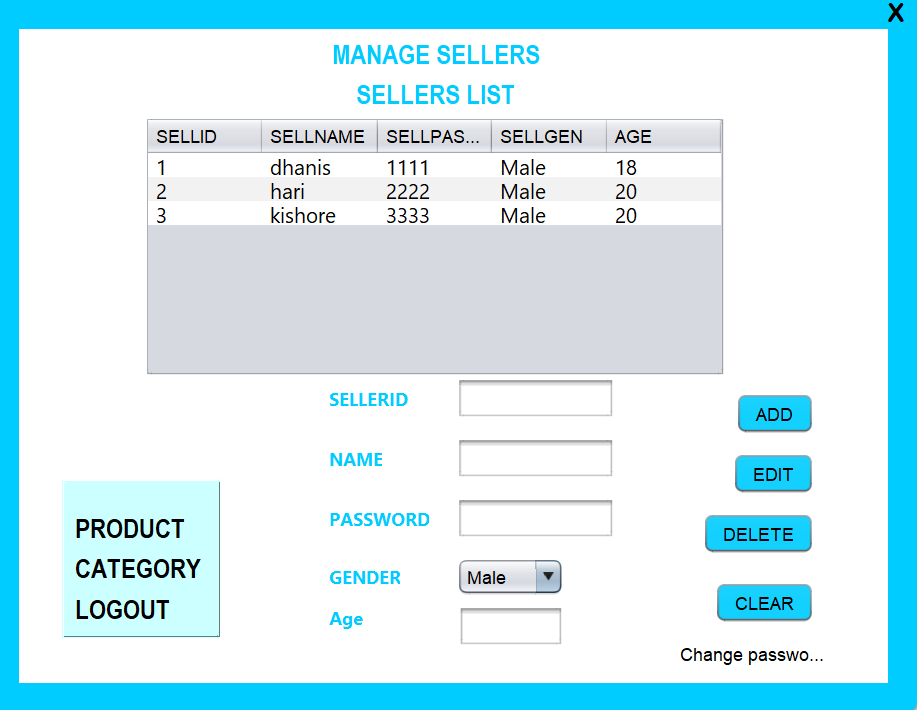 X
MANAGE SELLERS
SELLERS LIST
SELLID SELLNAME SELLPAS... SELLGEN AGE
1 dhanis 1111 Male 18
2 hari 2222 Male 20
3 kishore 3333 Male 20
SELLERID
ADD
NAME
EDIT
PASSWORD
DELETE
GENDER Male
CLEAR
Age
Change passwo...
PRODUCT
CATEGORY
LOGOUT